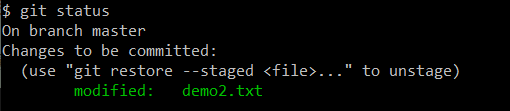 $ git status
On branch master
Changes to be committed:
  (use "git restore --staged <file>..." to unstage)
        modified:   demo2.txt